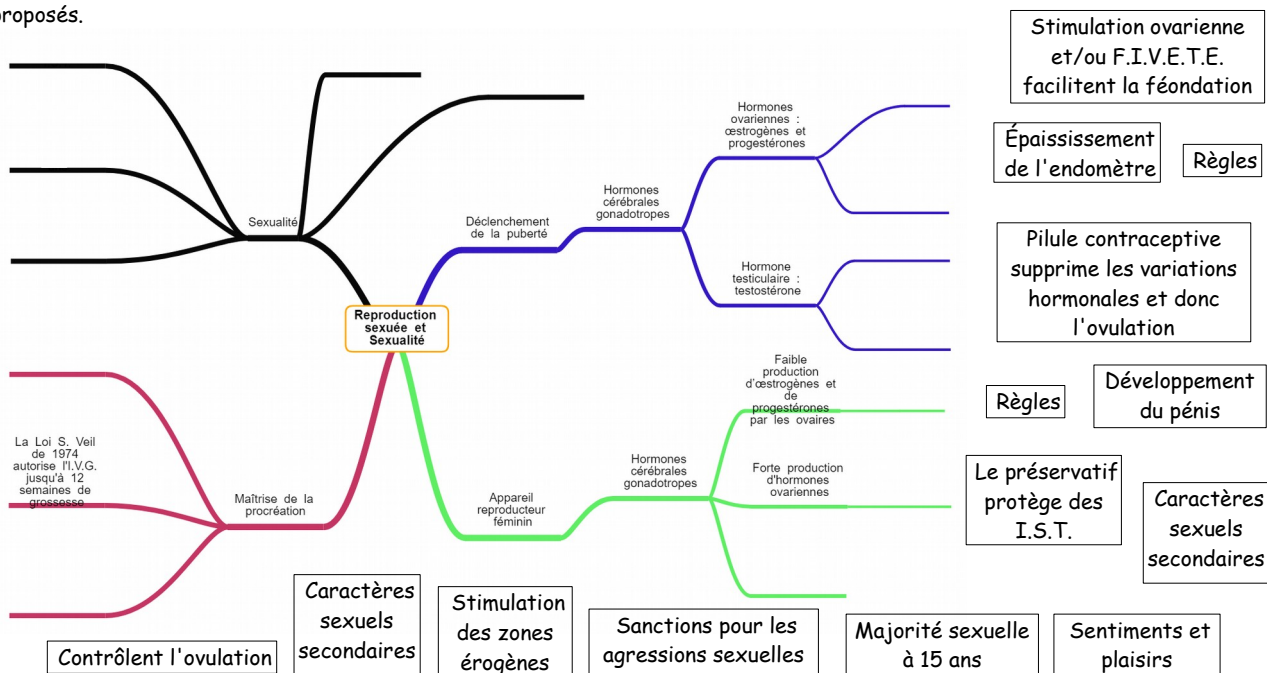 proposés.
Stimulation ovarienne
et/ou F.I.V.E.T.E.
facilitent la féondation
Hormones
ovariennes :
œstrogènes et
progestérones
Épaississement
de l'endomètre
Règles
Hormones
cérébrales
gonadotropes
Sexualité
Déclenchement
de la puberté
Pilule contraceptive
supprime les variations
hormonales et donc
l'ovulation
Hormone
testiculaire :
testostérone
Reproduction
sexuée et
Sexualité
Faible
production
d'œstrogènes et
de
progestérones
par les ovaires
Règles
Développement
du pénis
La Loi S. Veil
de 1974
autorise l'I.V.G.
jusqu'à 12
semaines de
grossesse
Maîtrise de la
procréation
Appareil
reproducteur
féminin
Hormones
cérébrales
gonadotropes
Forte production
d'hormones
ovariennes
Le préservatif
protège des
I.S.T.
Caractères
sexuels
secondaires
Contrôlent l'ovulation
Caractères
sexuels
secondaires
Stimulation
des zones
érogènes
Sanctions pour les
agressions sexuelles
Majorité sexuelle
à 15 ans
Sentiments et
plaisirs